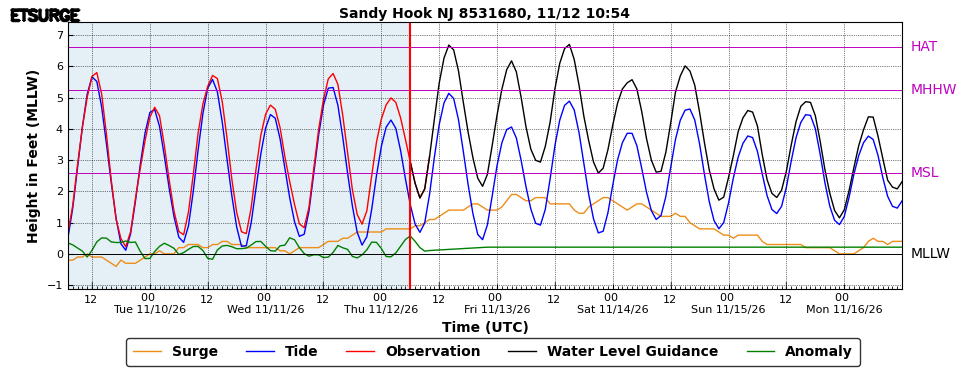 ETSURGE
Sandy Hook NJ 8531680, 11/12 10:54
Height in Feet (MLLW)
7
6
5
4
3
2
1
0
−1
HAT
MHHW
MSL
MLLW
12 00 12 00 12 00 12 00 12 00 12 00 12 00
Tue 11/10/26 Wed 11/11/26 Thu 11/12/26 Fri 11/13/26 Sat 11/14/26 Sun 11/15/26 Mon 11/16/26
Time (UTC)
Surge Tide Observation Water Level Guidance Anomaly